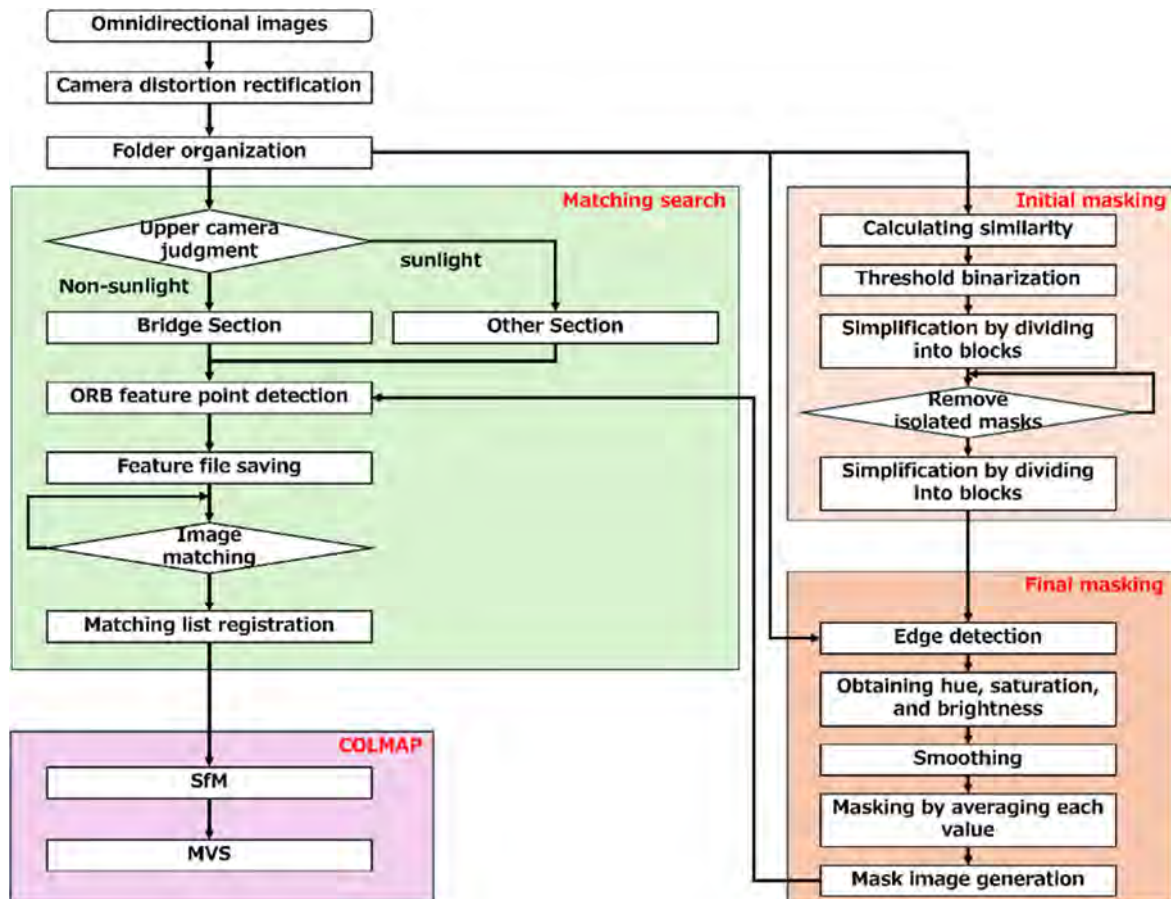 Omnidirectional images
Camera distortion rectification
Folder organization
Matching search
Upper camera
judgment
sunlight
Non-sunlight
Bridge Section
Other Section
ORB feature point detection
Feature file saving
Image
matching
Matching list registration
COLMAP
SfM
MVS
Initial masking
Calculating similarity
Threshold binarization
Simplification by dividing
into blocks
Remove
isolated masks
Simplification by dividing
into blocks
Final masking
Edge detection
Obtaining hue, saturation,
and brightness
Smoothing
Masking by averaging each
value
Mask image generation